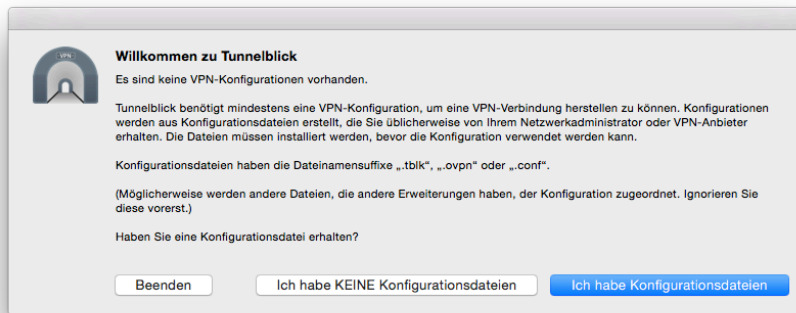 VPN
Willkommen zu Tunnelblick
Es sind keine VPN-Konfigurationen vorhanden.
Tunnelblick benötigt mindestens eine VPN-Konfiguration, um eine VPN-Verbindung herstellen zu können. Konfigurationen
werden aus Konfigurationsdateien erstellt, die Sie üblicherweise von Ihrem Netzwerkadministrator oder VPN-Anbieter
erhalten. Die Dateien müssen installiert werden, bevor die Konfiguration verwendet werden kann.
Konfigurationsdateien haben die Dateinamensuffixe „.tblk“, „.ovpn“ oder „.conf“.
(Möglicherweise werden andere Dateien, die andere Erweiterungen haben, der Konfiguration zugeordnet. Ignorieren Sie
diese vorerst.)
Haben Sie eine Konfigurationsdatei erhalten?
Beenden
Ich habe KEINE Konfigurationsdateien
Ich habe Konfigurationsdateien